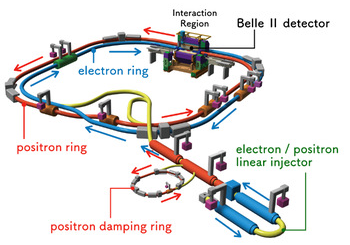 Interaction
Region
Belle II detector
electron ring
positron ring
electron / positron
linear injector
positron damping ring